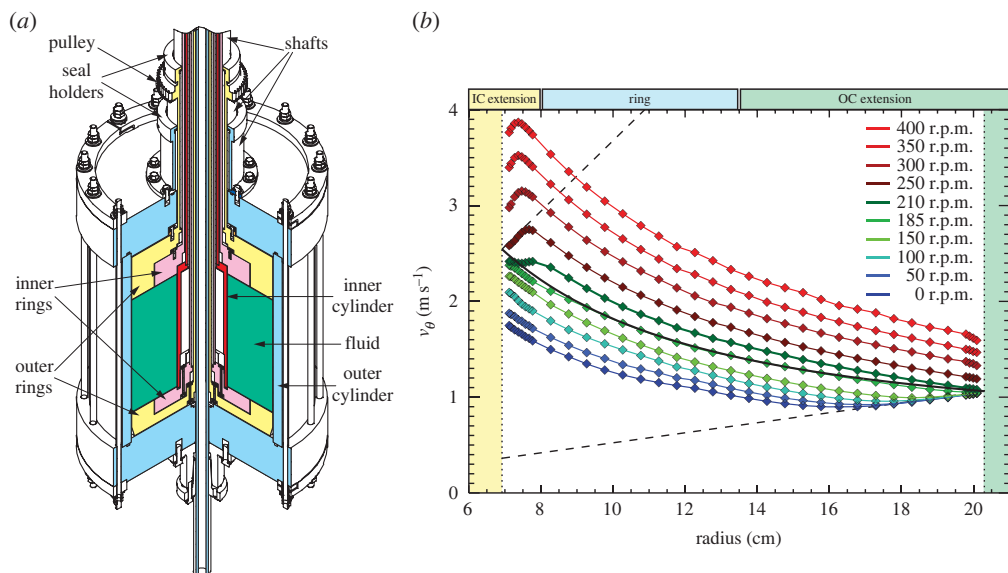 (a)
pulley
seal
holders
shafts
inner
rings
outer
rings
inner
cylinder
fluid
outer
cylinder
(b)
IC extension
ring
OC extension
4
3
2
1
0
vθ (m s⁻¹)
400 r.p.m.
350 r.p.m.
300 r.p.m.
250 r.p.m.
210 r.p.m.
185 r.p.m.
150 r.p.m.
100 r.p.m.
50 r.p.m.
0 r.p.m.
6 8 10 12 14 16 18 20
radius (cm)